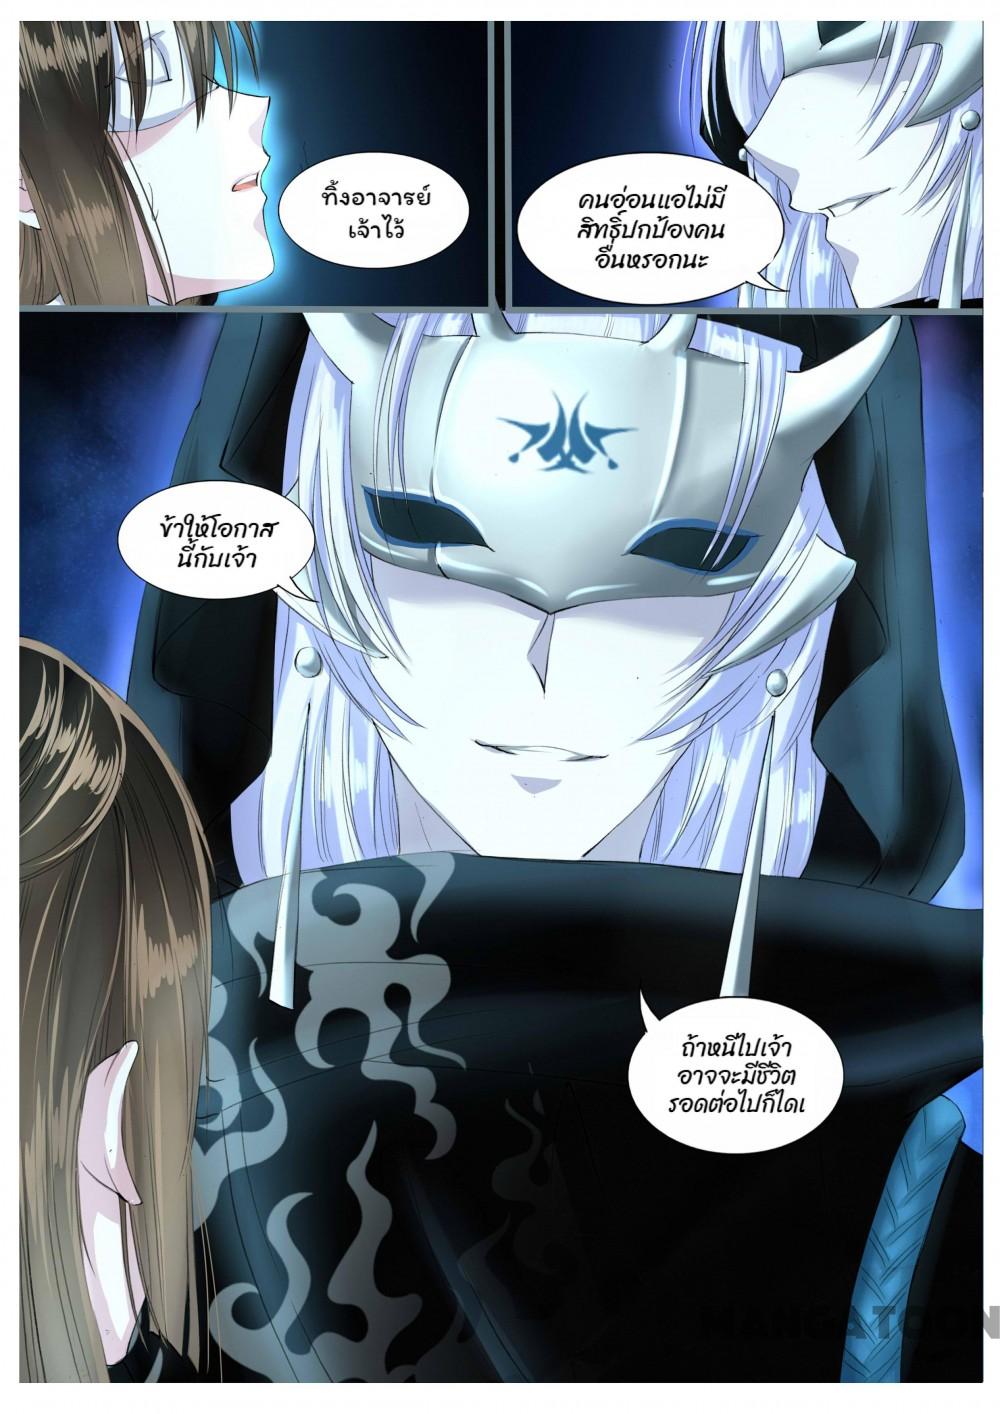 ทิ้งอาจารย์
เจ้าไว้
คนอ่อนแอไม่มี
สิทธิ์ปกป้องคน
อื่นหรอกนะ
ข้าให้โอกาส
นี้กับเจ้า
ถ้าหนีไปเจ้า
อาจจะมีชีวิต
รอดต่อไปก็ได้
MANGATOON